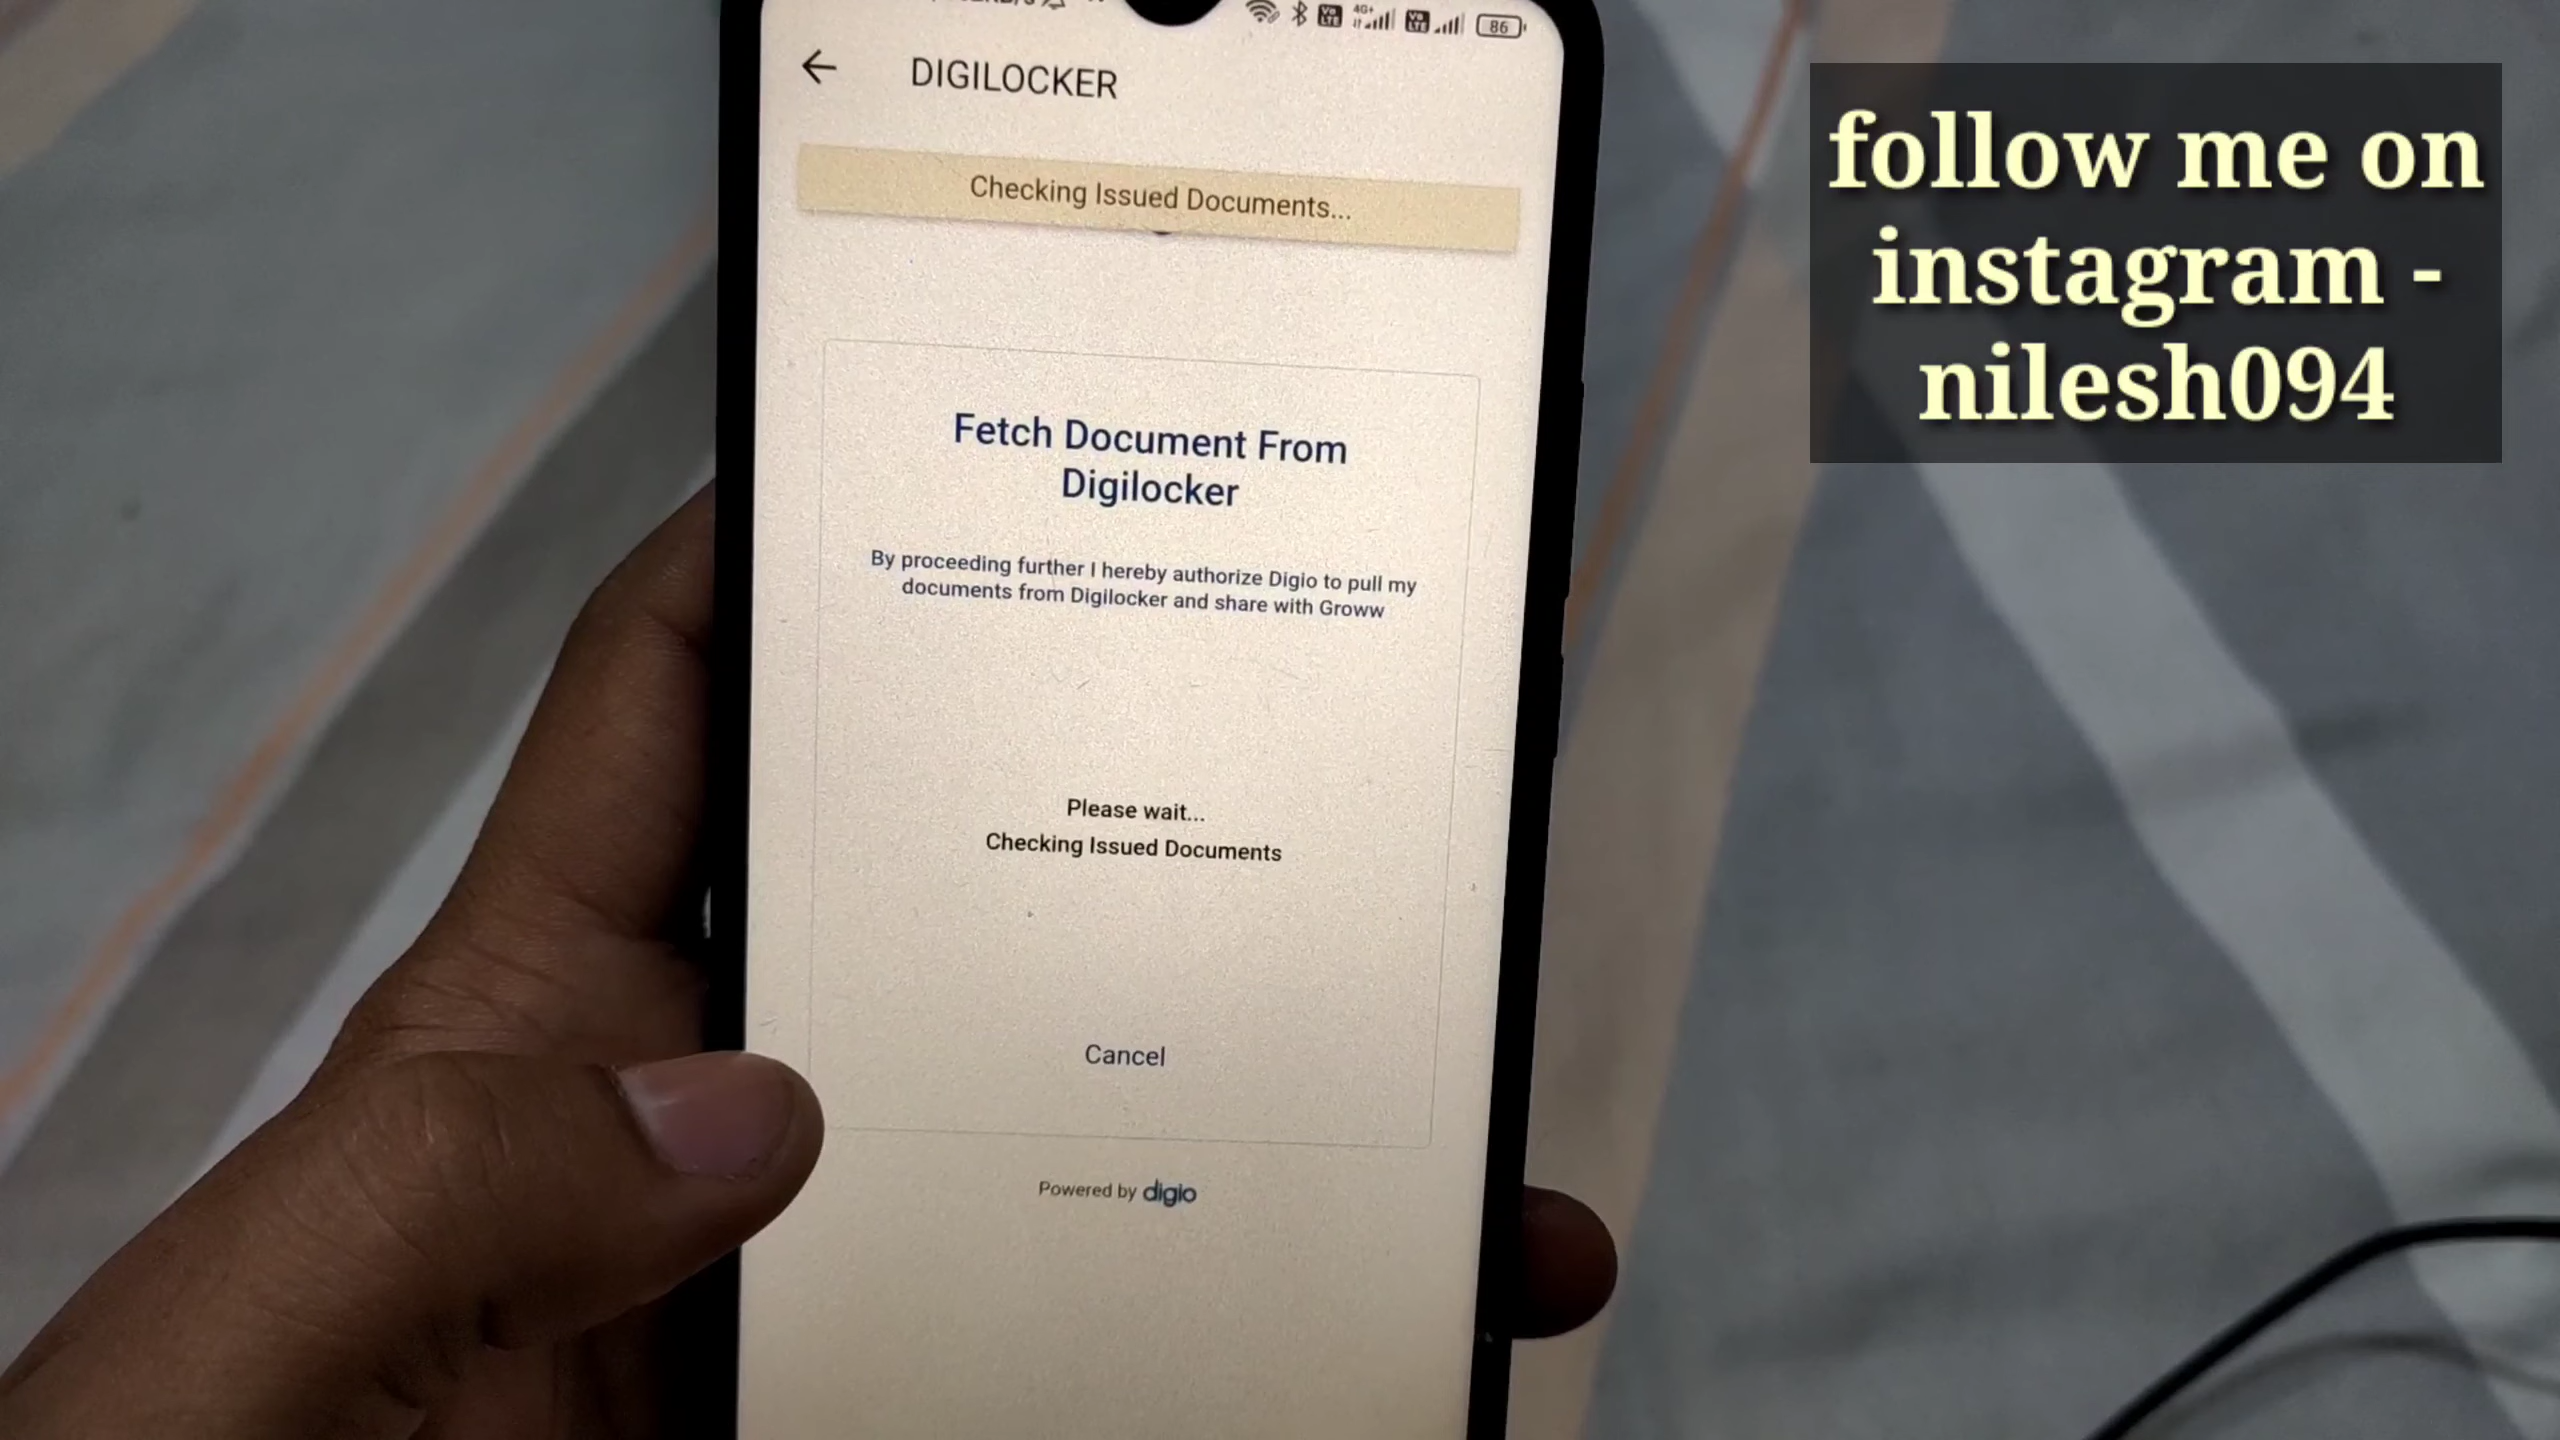 4G+
86
DIGILOCKER
Checking Issued Documents...
Fetch Document From
Digilocker
By proceeding further I hereby authorize Digio to pull my
documents from Digilocker and share with Groww
Please wait...
Checking Issued Documents
Cancel
Powered by digio
follow me on
instagram -
nilesh094